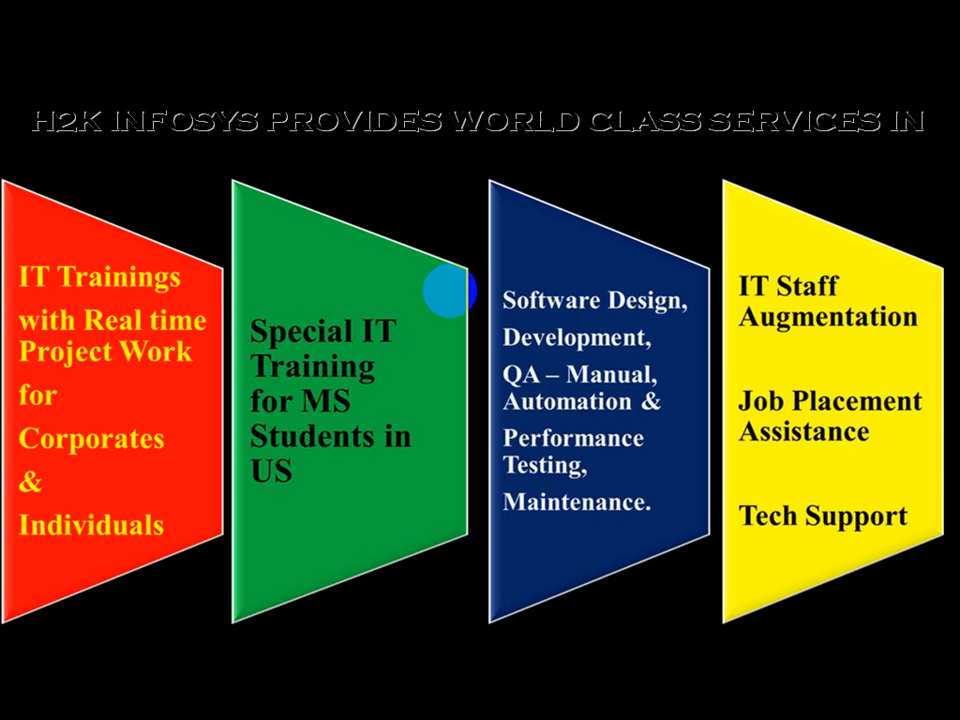 H2K INFOSYS PROVIDES WORLD CLASS SERVICES IN
IT Trainings
with Real time
Project Work
for
Corporates
&
Individuals
Special IT
Training
for MS
Students in
US
Software Design,
Development,
QA – Manual,
Automation &
Performance
Testing,
Maintenance.
IT Staff
Augmentation
Job Placement
Assistance
Tech Support